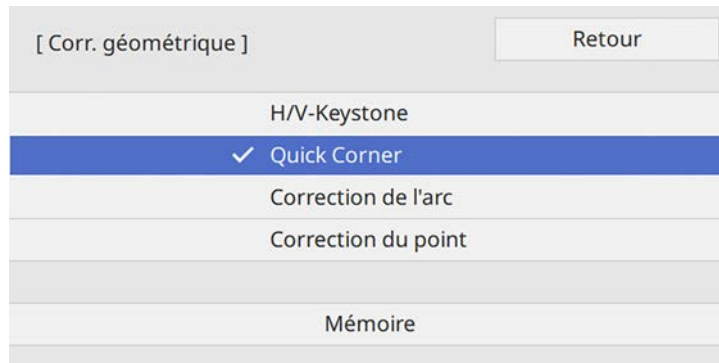 [ Corr. géométrique ]
Retour
H/V-Keystone
Quick Corner
Correction de l'arc
Correction du point
Mémoire